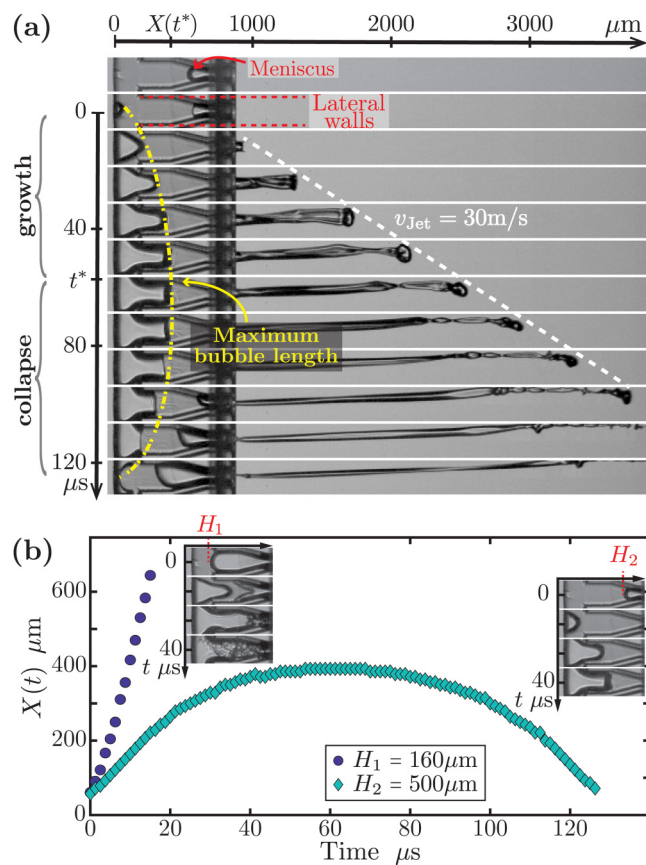 (a)
0 X(t*) 1000 2000 3000 μm
Meniscus
Lateral
walls
0
growth
40
v_Jet = 30m/s
t*
Maximum
bubble length
80
collapse
120
μs
(b)
H₁
H₂
0
40
t μs
0
40
t μs
X(t) μm
600
400
200
0
H₁ = 160μm
H₂ = 500μm
0 20 40 60 80 100 120
Time μs